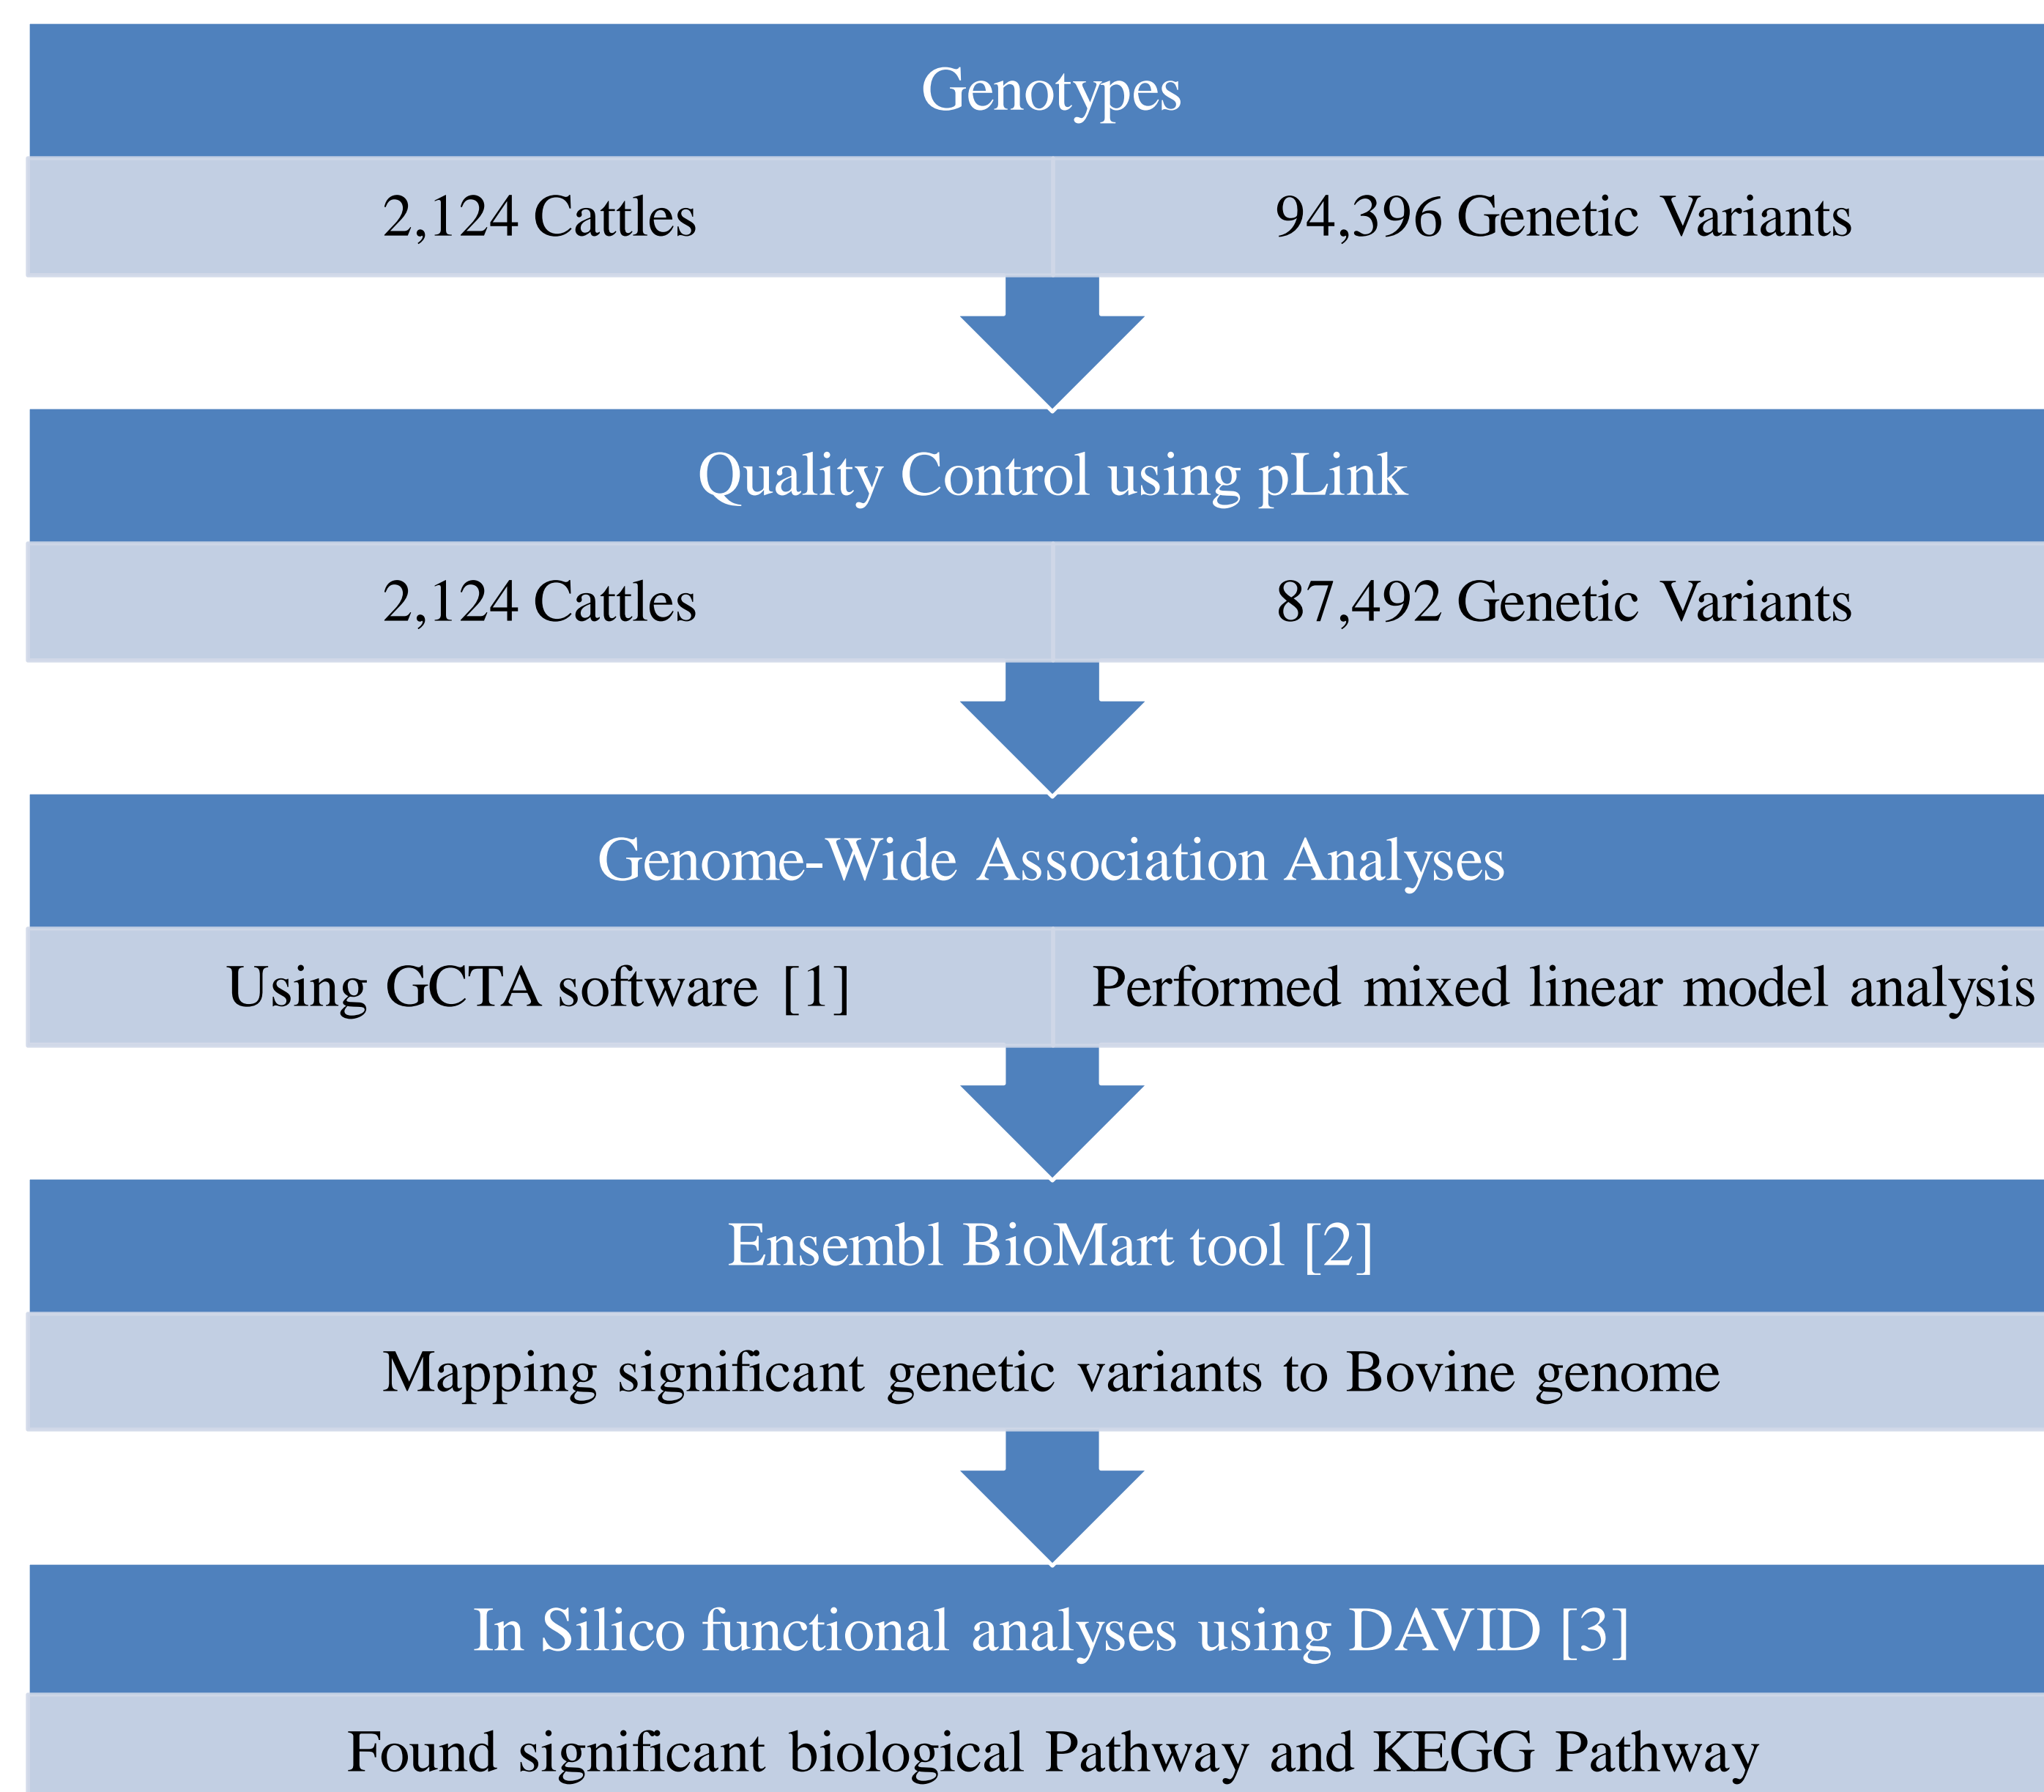 Genotypes
2,124 Cattles
94,396 Genetic Variants
Quality Control using pLink
2,124 Cattles
87,492 Genetic Variants
Genome-Wide Association Analyses
Using GCTA software [1]
Performed mixed linear model analysis
Ensembl BioMart tool [2]
Mapping significant genetic variants to Bovine genome
In Silico functional analyses using DAVID [3]
Found significant biological Pathway and KEGG Pathway